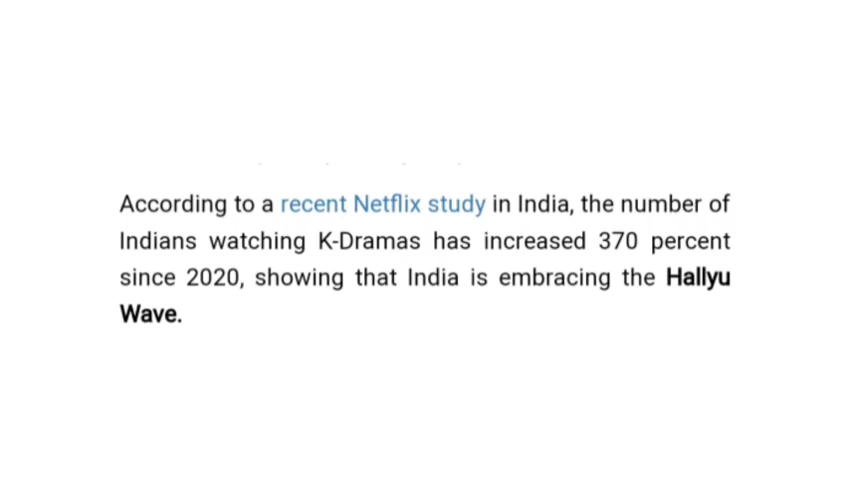 According to a recent Netflix study in India, the number of
Indians watching K-Dramas has increased 370 percent
since 2020, showing that India is embracing the Hallyu
Wave.